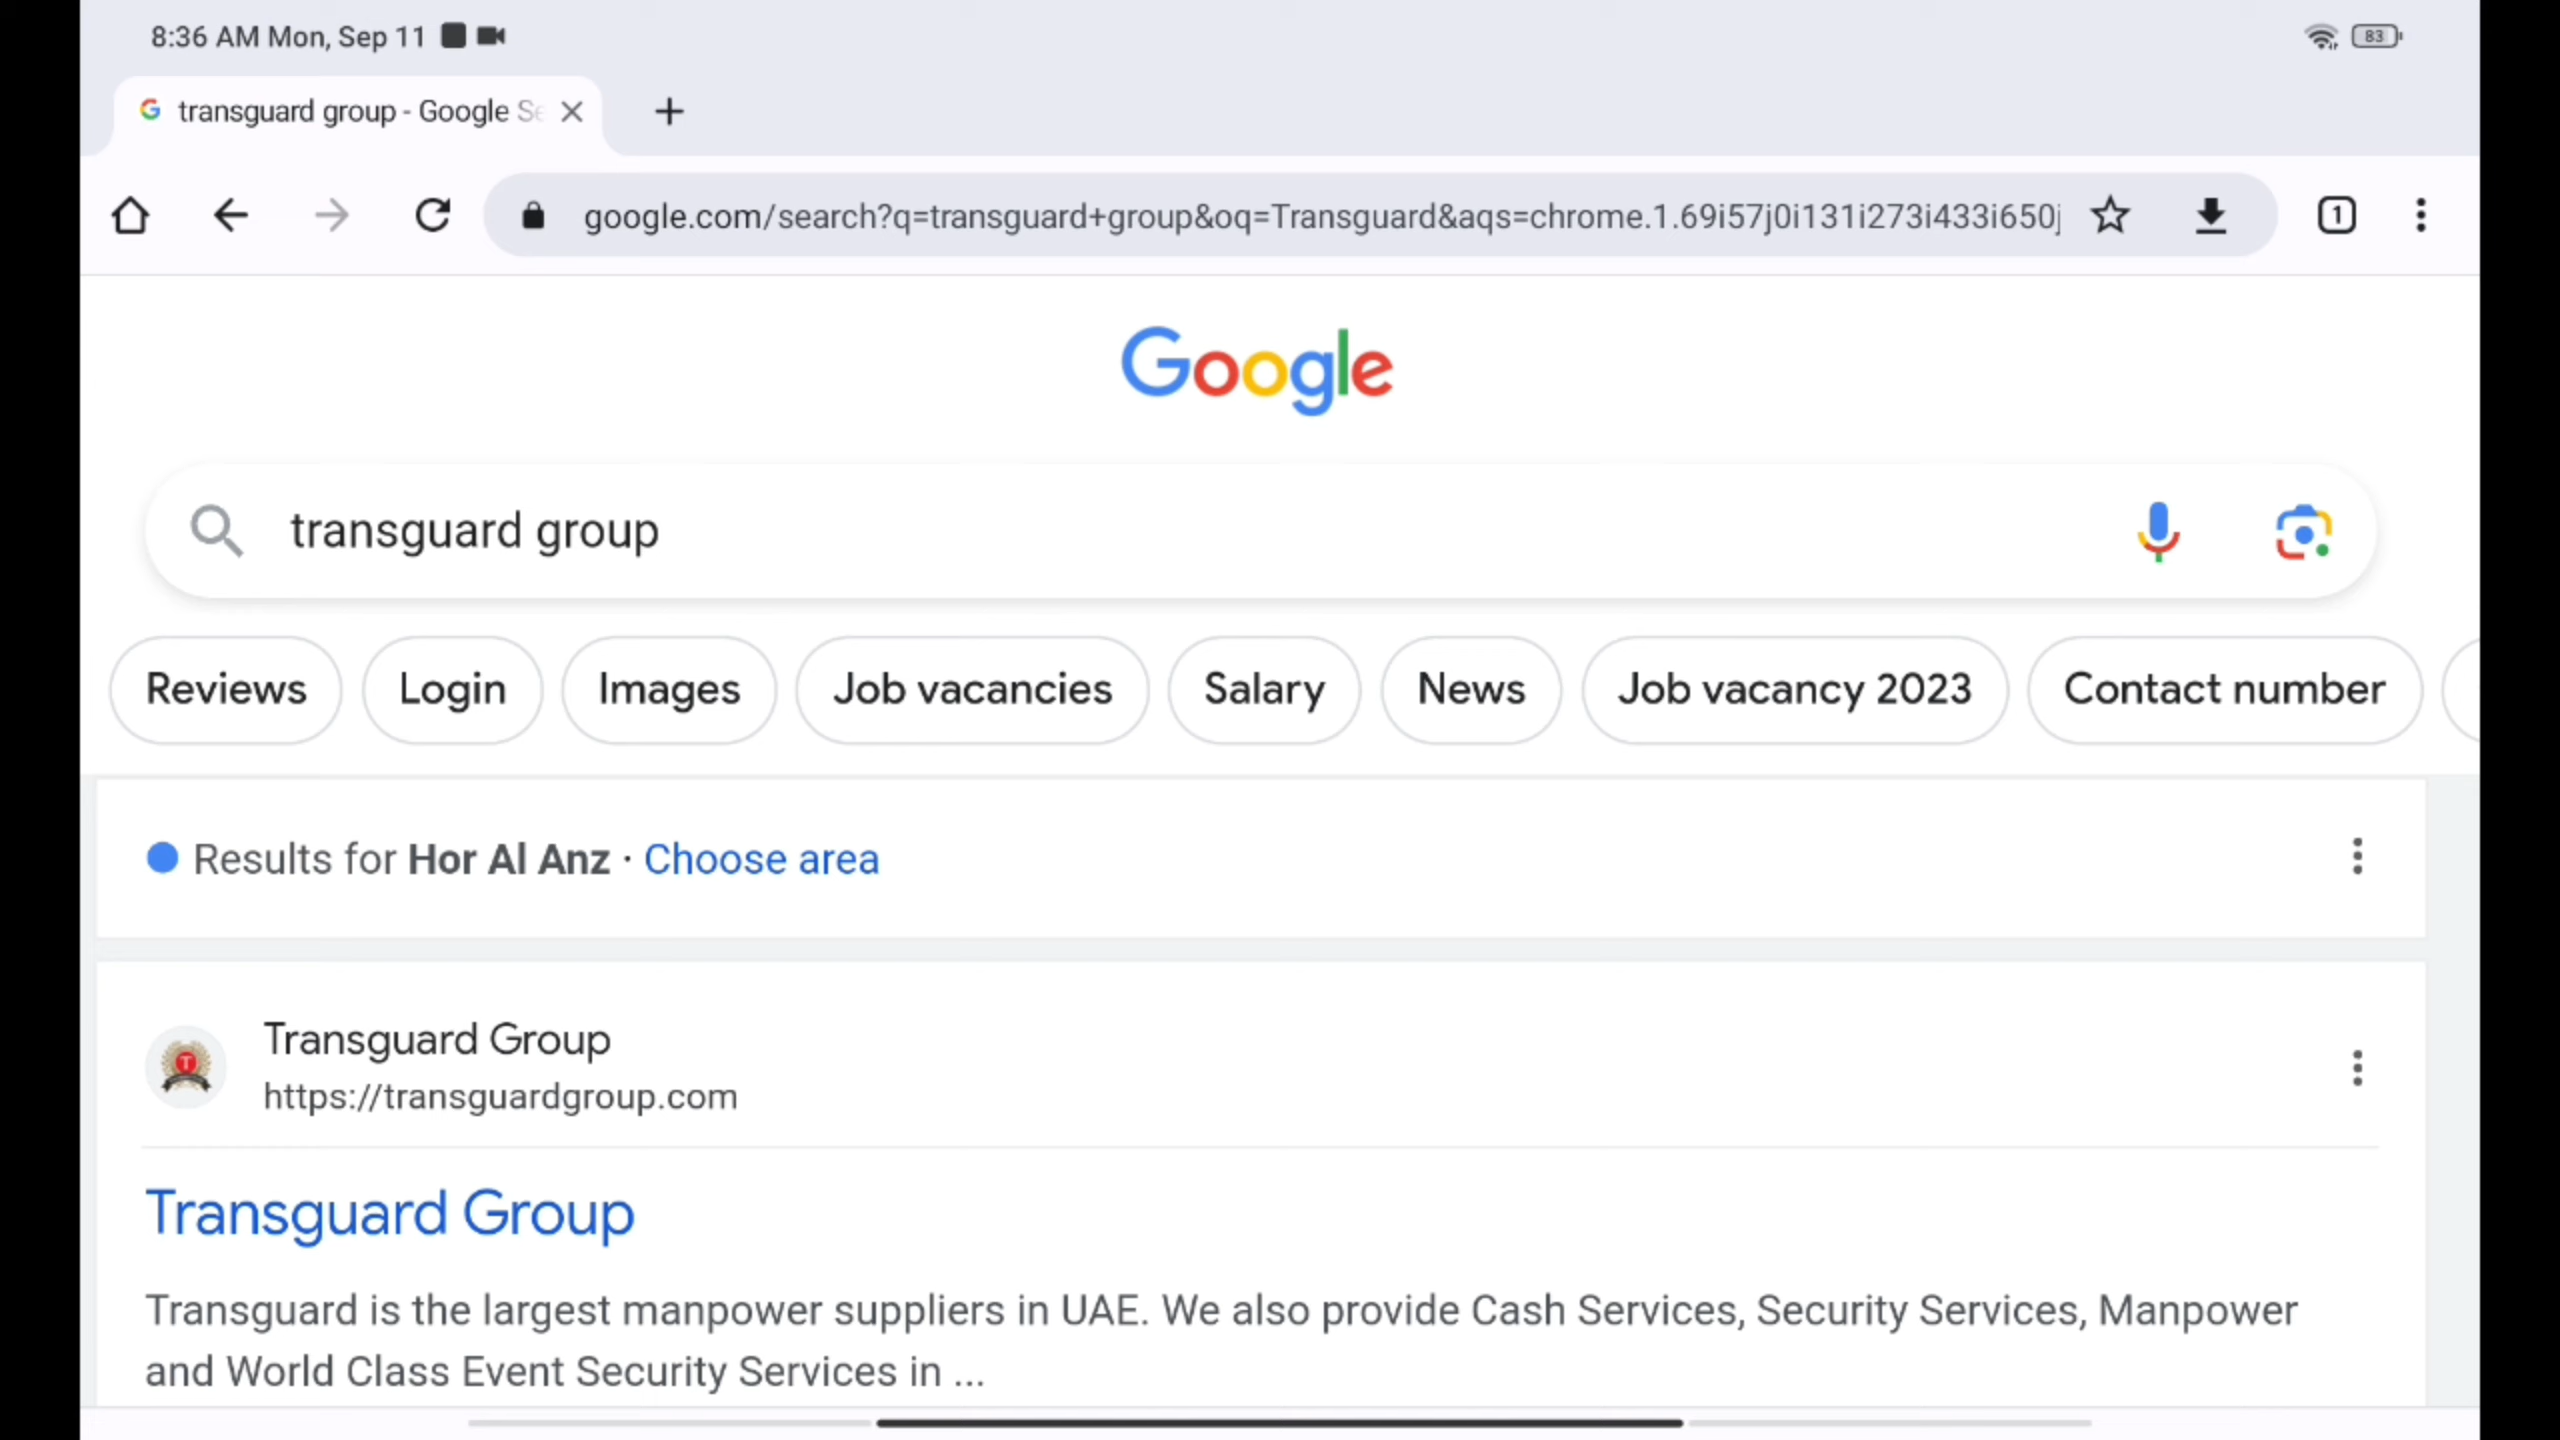 8:36 AM Mon, Sep 11
83
transguard group - Google Se
google.com/search?q=transguard+group&oq=Transguard&aqs=chrome.1.69i57j0i131i273i433i650j
1
Google
transguard group
Reviews
Login
Images
Job vacancies
Salary
News
Job vacancy 2023
Contact number
Results for Hor Al Anz · Choose area
T
Transguard Group
https://transguardgroup.com
Transguard Group
Transguard is the largest manpower suppliers in UAE. We also provide Cash Services, Security Services, Manpower
and World Class Event Security Services in ...